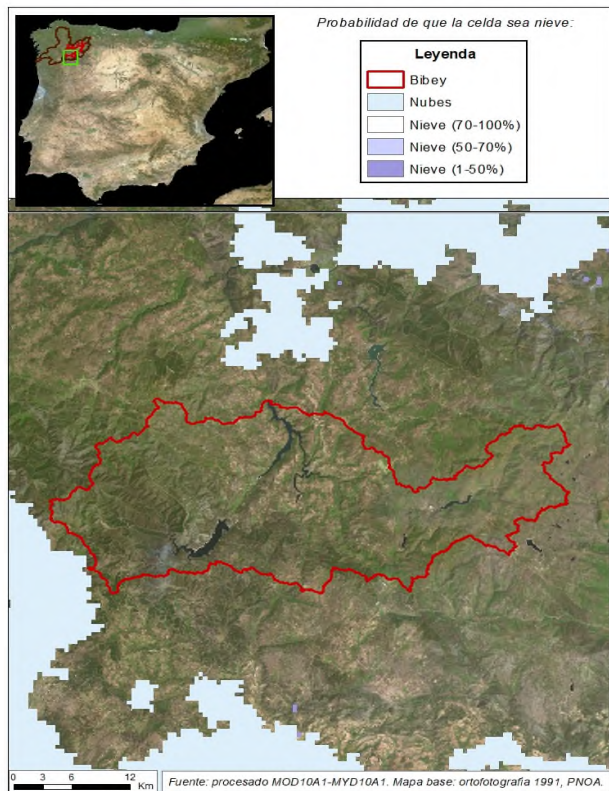 Probabilidad de que la celda sea nieve:
Leyenda
Bibey
Nubes
Nieve (70-100%)
Nieve (50-70%)
Nieve (1-50%)
0 3 6 12
Km
Fuente: procesado MOD10A1-MYD10A1. Mapa base: ortofotografía 1991, PNOA.